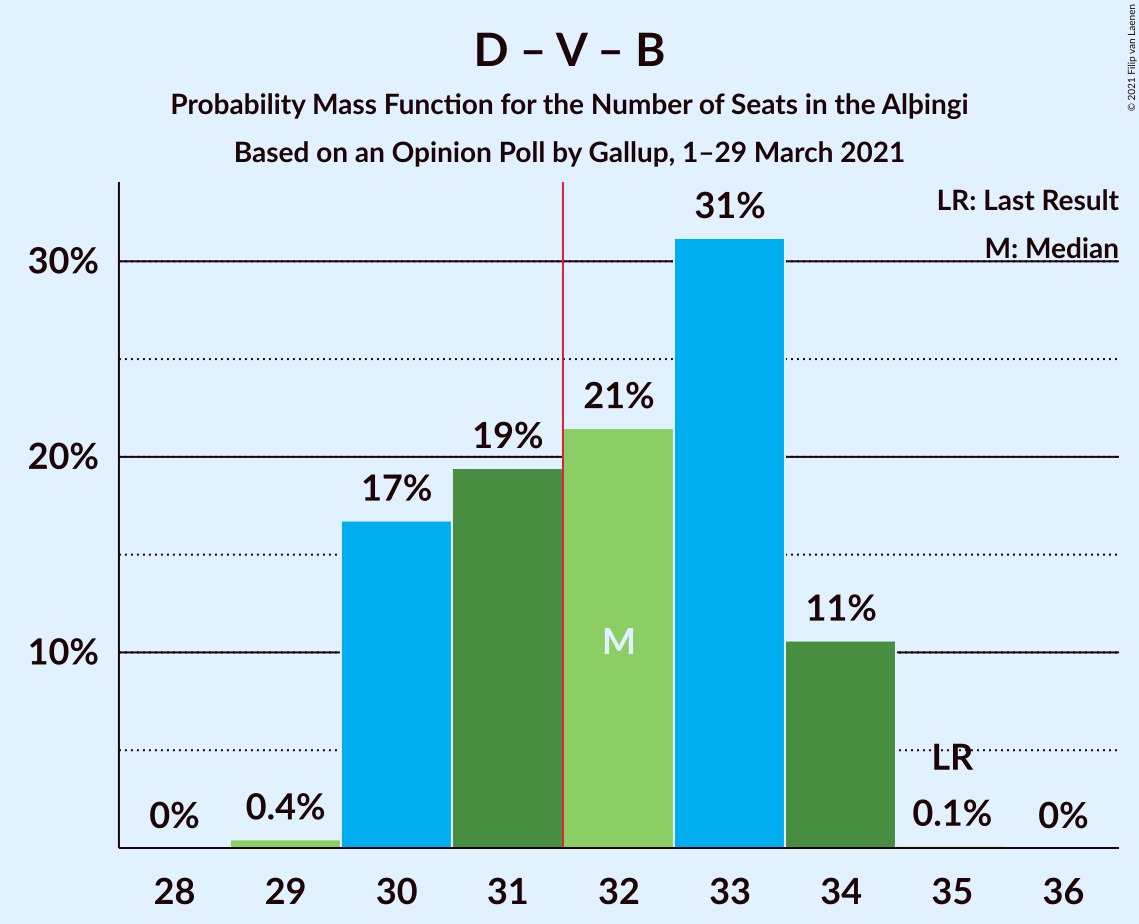 © 2021 Filip van Laenen
D – V – B
Probability Mass Function for the Number of Seats in the Alþingi
Based on an Opinion Poll by Gallup, 1–29 March 2021
LR: Last Result
M: Median
30%
20%
10%
0%
0.4%
17%
19%
21%
31%
11%
0.1%
0%
M
LR
28 29 30 31 32 33 34 35 36